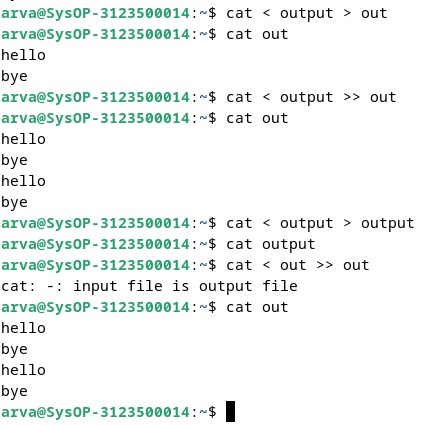 arva@SysOP-3123500014:~$ cat < output > out
arva@SysOP-3123500014:~$ cat out
hello
bye
arva@SysOP-3123500014:~$ cat < output >> out
arva@SysOP-3123500014:~$ cat out
hello
bye
hello
bye
arva@SysOP-3123500014:~$ cat < output > output
arva@SysOP-3123500014:~$ cat output
arva@SysOP-3123500014:~$ cat < out >> out
cat: -: input file is output file
arva@SysOP-3123500014:~$ cat out
hello
bye
hello
bye
arva@SysOP-3123500014:~$